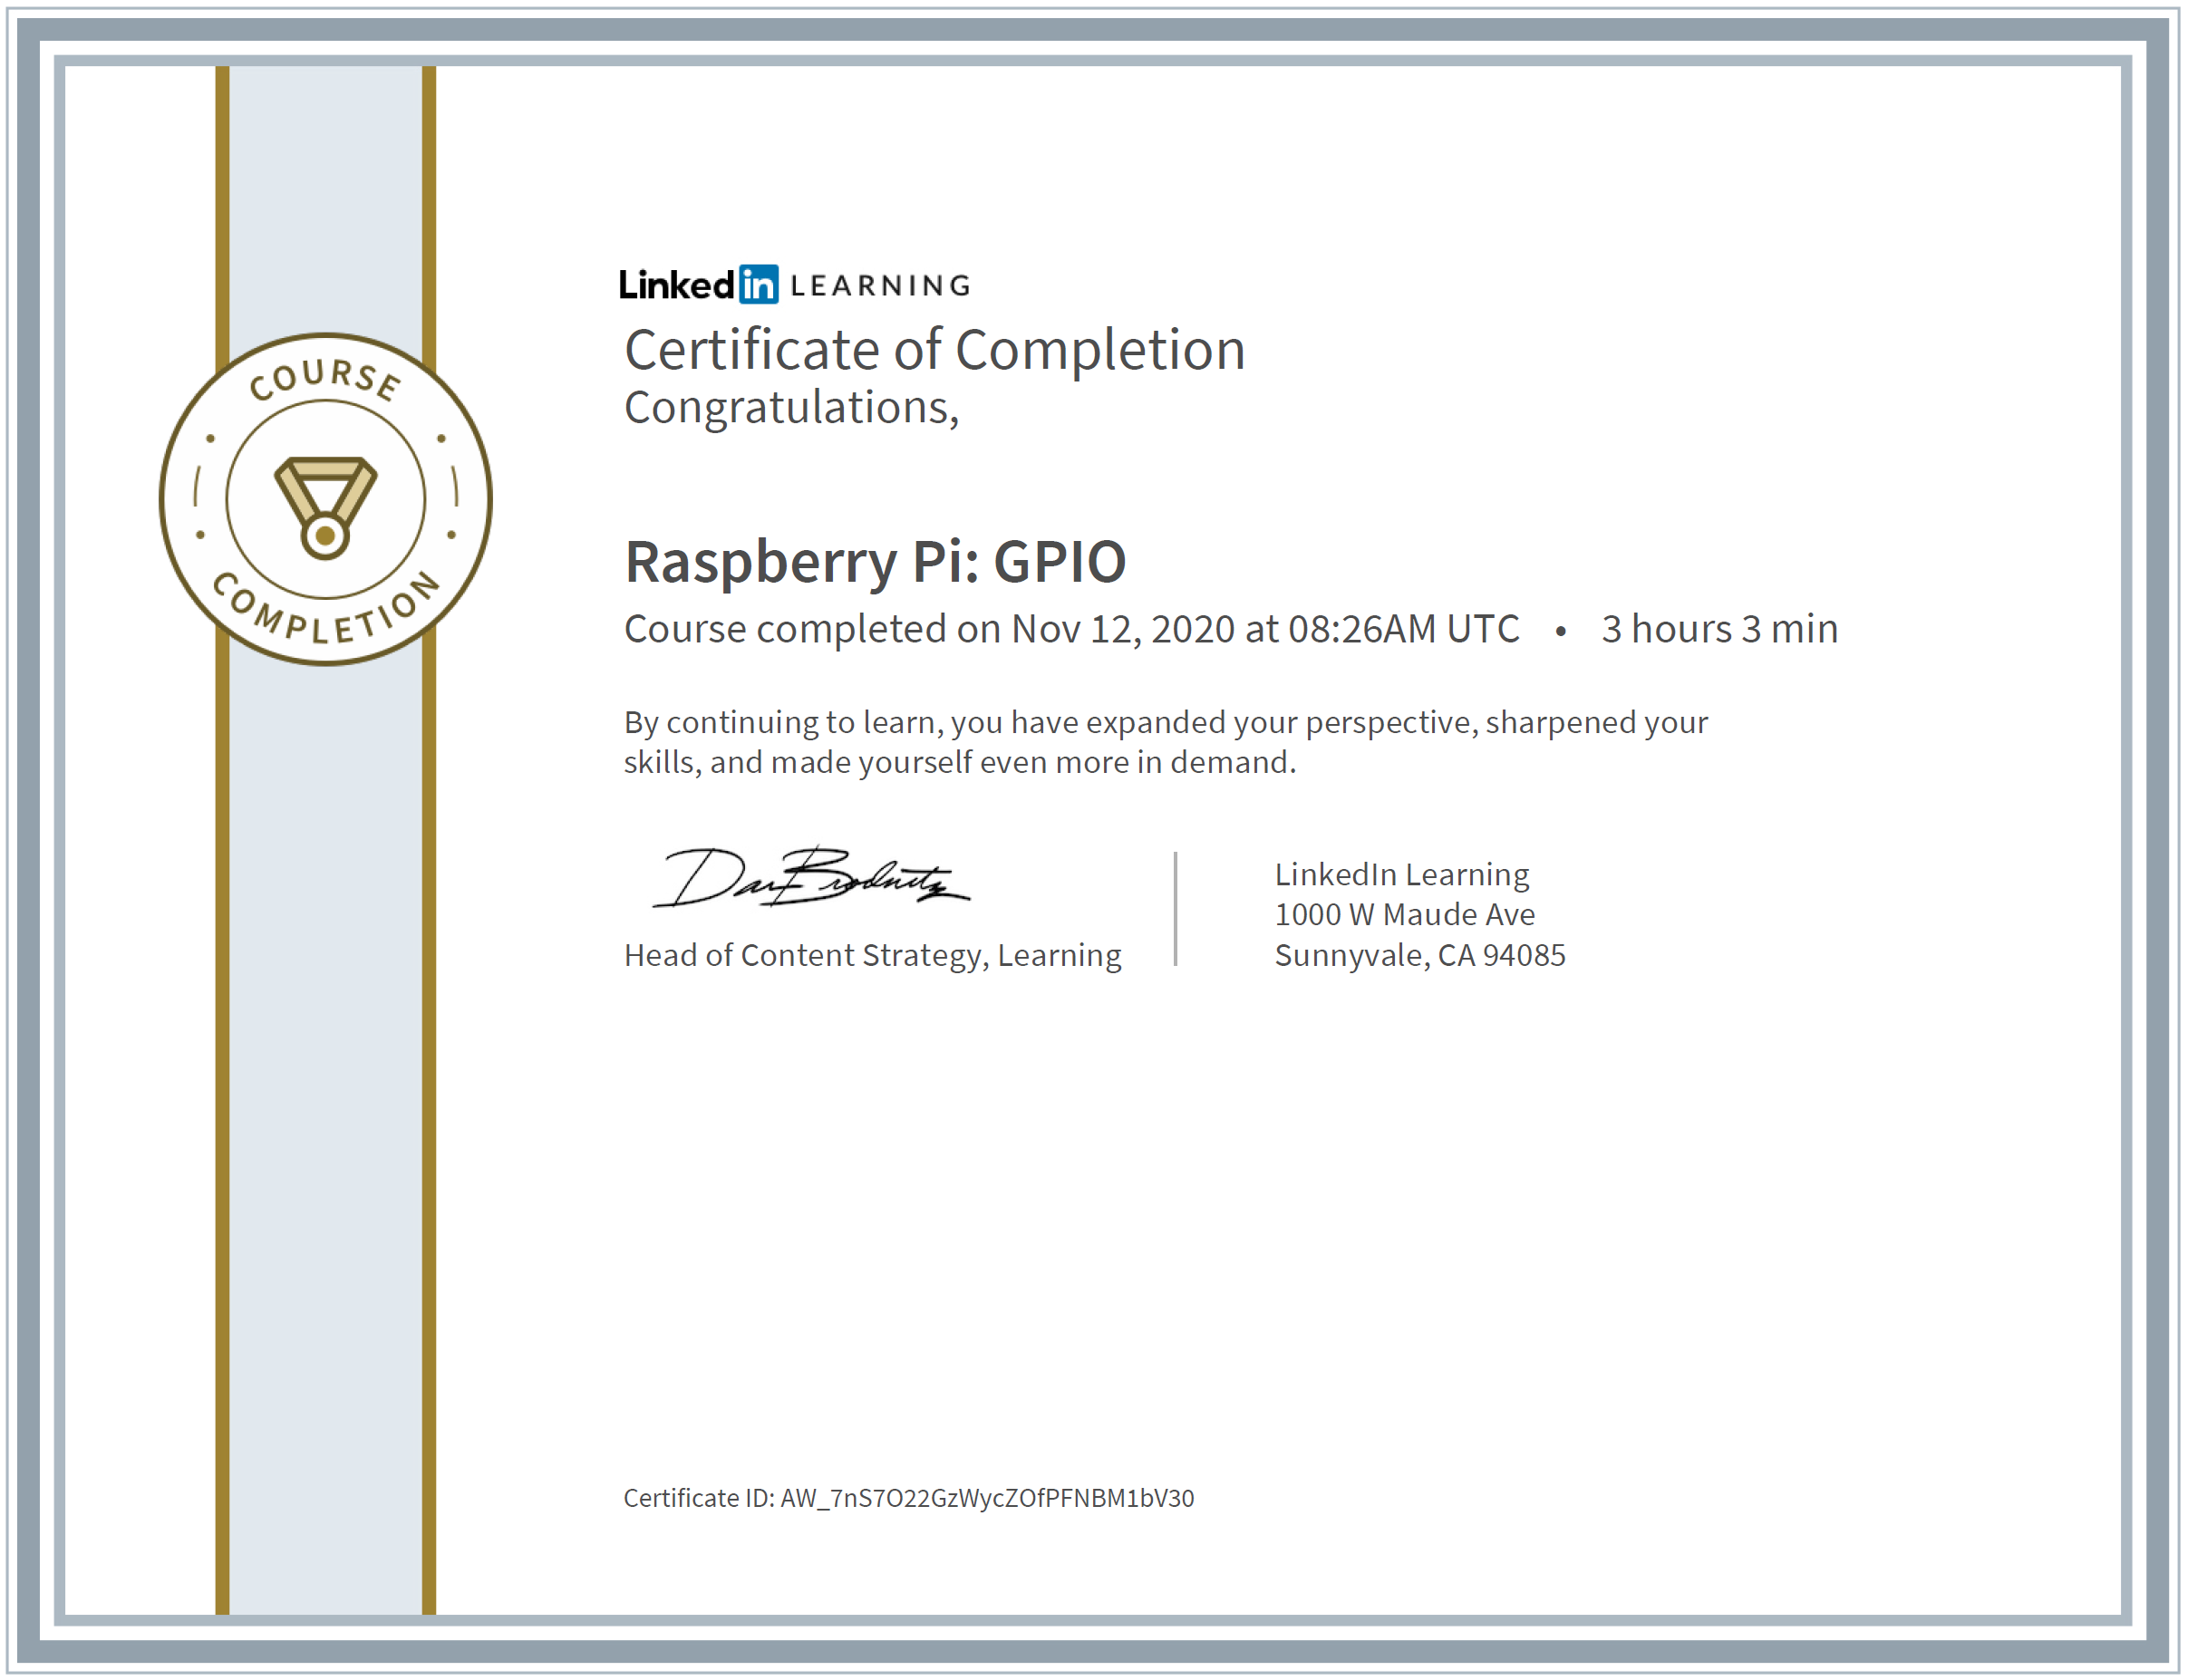 COURSE
COMPLETION
Linked in LEARNING
Certificate of Completion
Congratulations,
Raspberry Pi: GPIO
Course completed on Nov 12, 2020 at 08:26AM UTC • 3 hours 3 min
By continuing to learn, you have expanded your perspective, sharpened your
skills, and made yourself even more in demand.
Dan Brodnitz
Head of Content Strategy, Learning
LinkedIn Learning
1000 W Maude Ave
Sunnyvale, CA 94085
Certificate ID: AW_7nS7O22GzWycZOfPFNBM1bV30